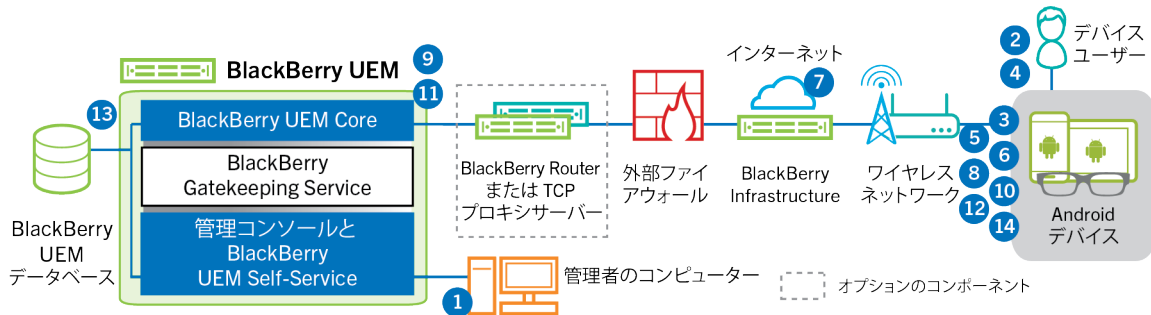 BlackBerry UEM
9
11
13
BlackBerry UEM Core
BlackBerry
Gatekeeping Service
管理コンソールと
BlackBerry
UEM Self-Service
BlackBerry
UEM
データベース
1
管理者のコンピューター
BlackBerry Router
または TCP
プロキシサーバー
外部ファイ
アウォール
インターネット
7
BlackBerry
Infrastructure
ワイヤレス
ネットワーク
2
4
デバイス
ユーザー
3
5
6
8
10
12
14
Android
デバイス
オプションのコンポーネント